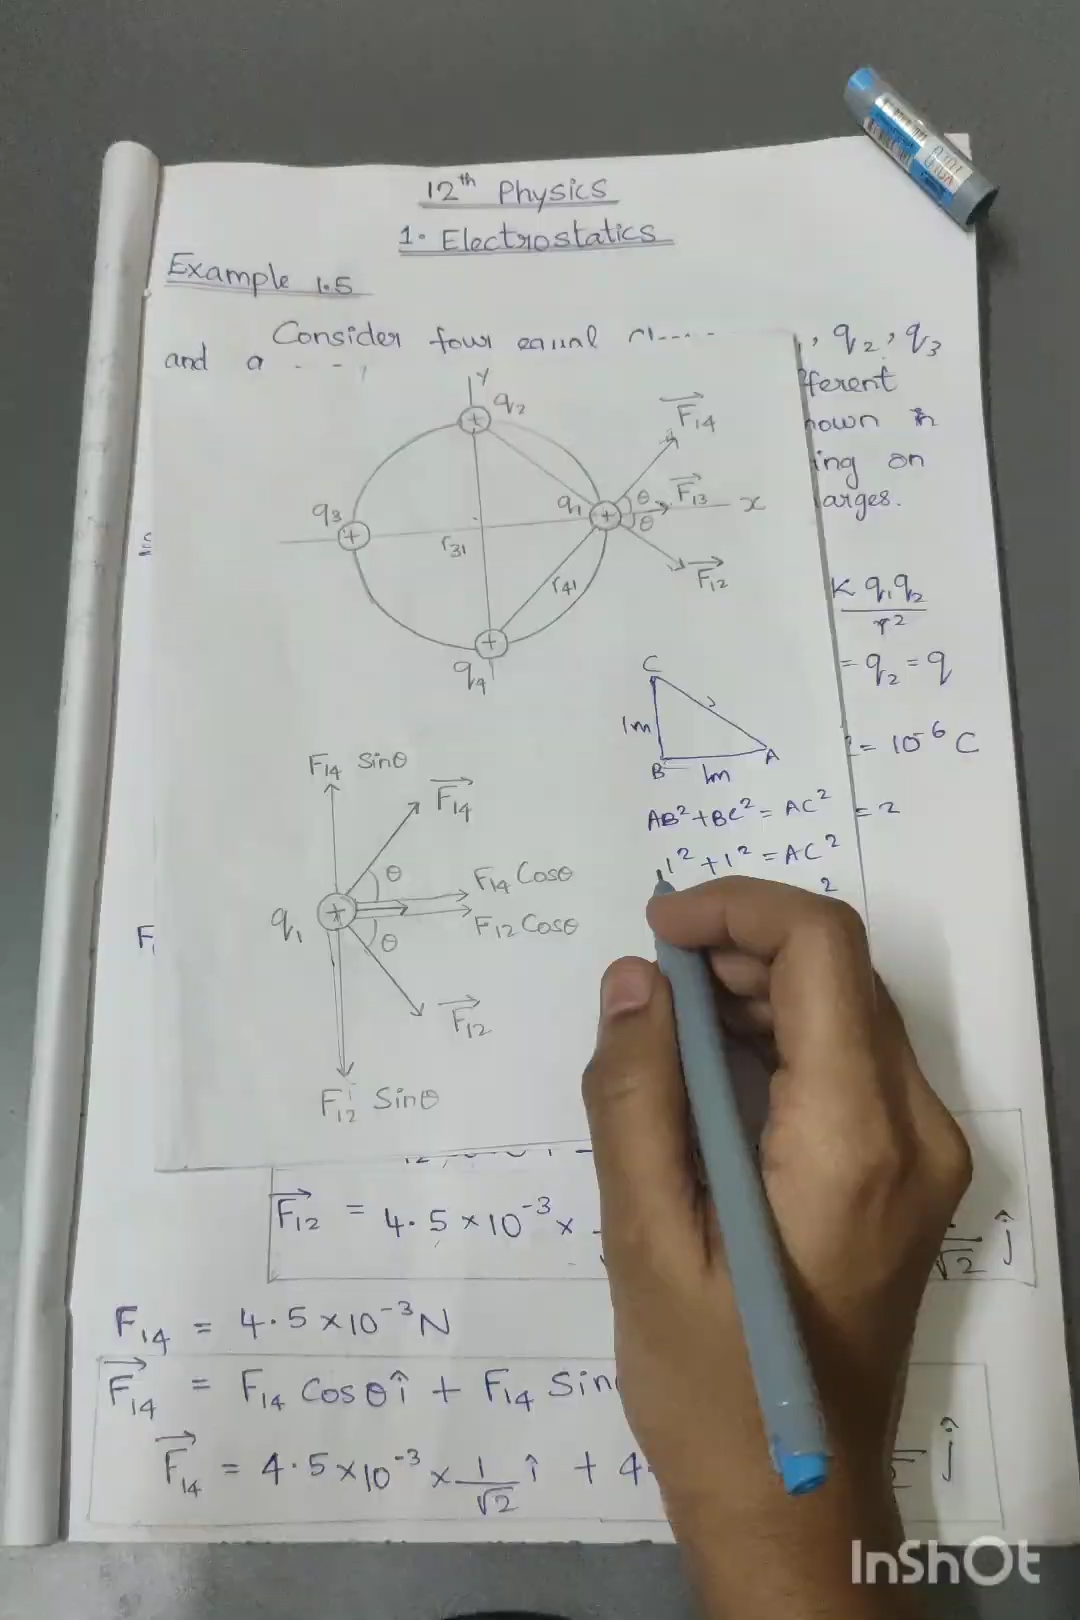 12th Physics
1. Electrostatics
Example 1.5
Consider four equal
, q2, q3
and a
ferent
hown in
ing on
arges.
Y
q2
F14
q3
q1
θ
F13
x
θ
r31
r41
F12
q4
K q1q2
r²
= q2 = q
C
1m
B
1m
A
= 10⁻⁶ C
AB² + BC² = AC²
= 2
1² + 1² = AC²
2
F14 Sinθ
F14
θ
F14 Cosθ
q1
F12 Cosθ
θ
F12
F12 Sinθ
F12 = 4.5 × 10⁻³ ×
√2 ĵ
F14 = 4.5 × 10⁻³ N
F14 = F14 Cosθ î + F14 Sin
F14 = 4.5 × 10⁻³ × 1/√2 î + 4.
ĵ
InShOt